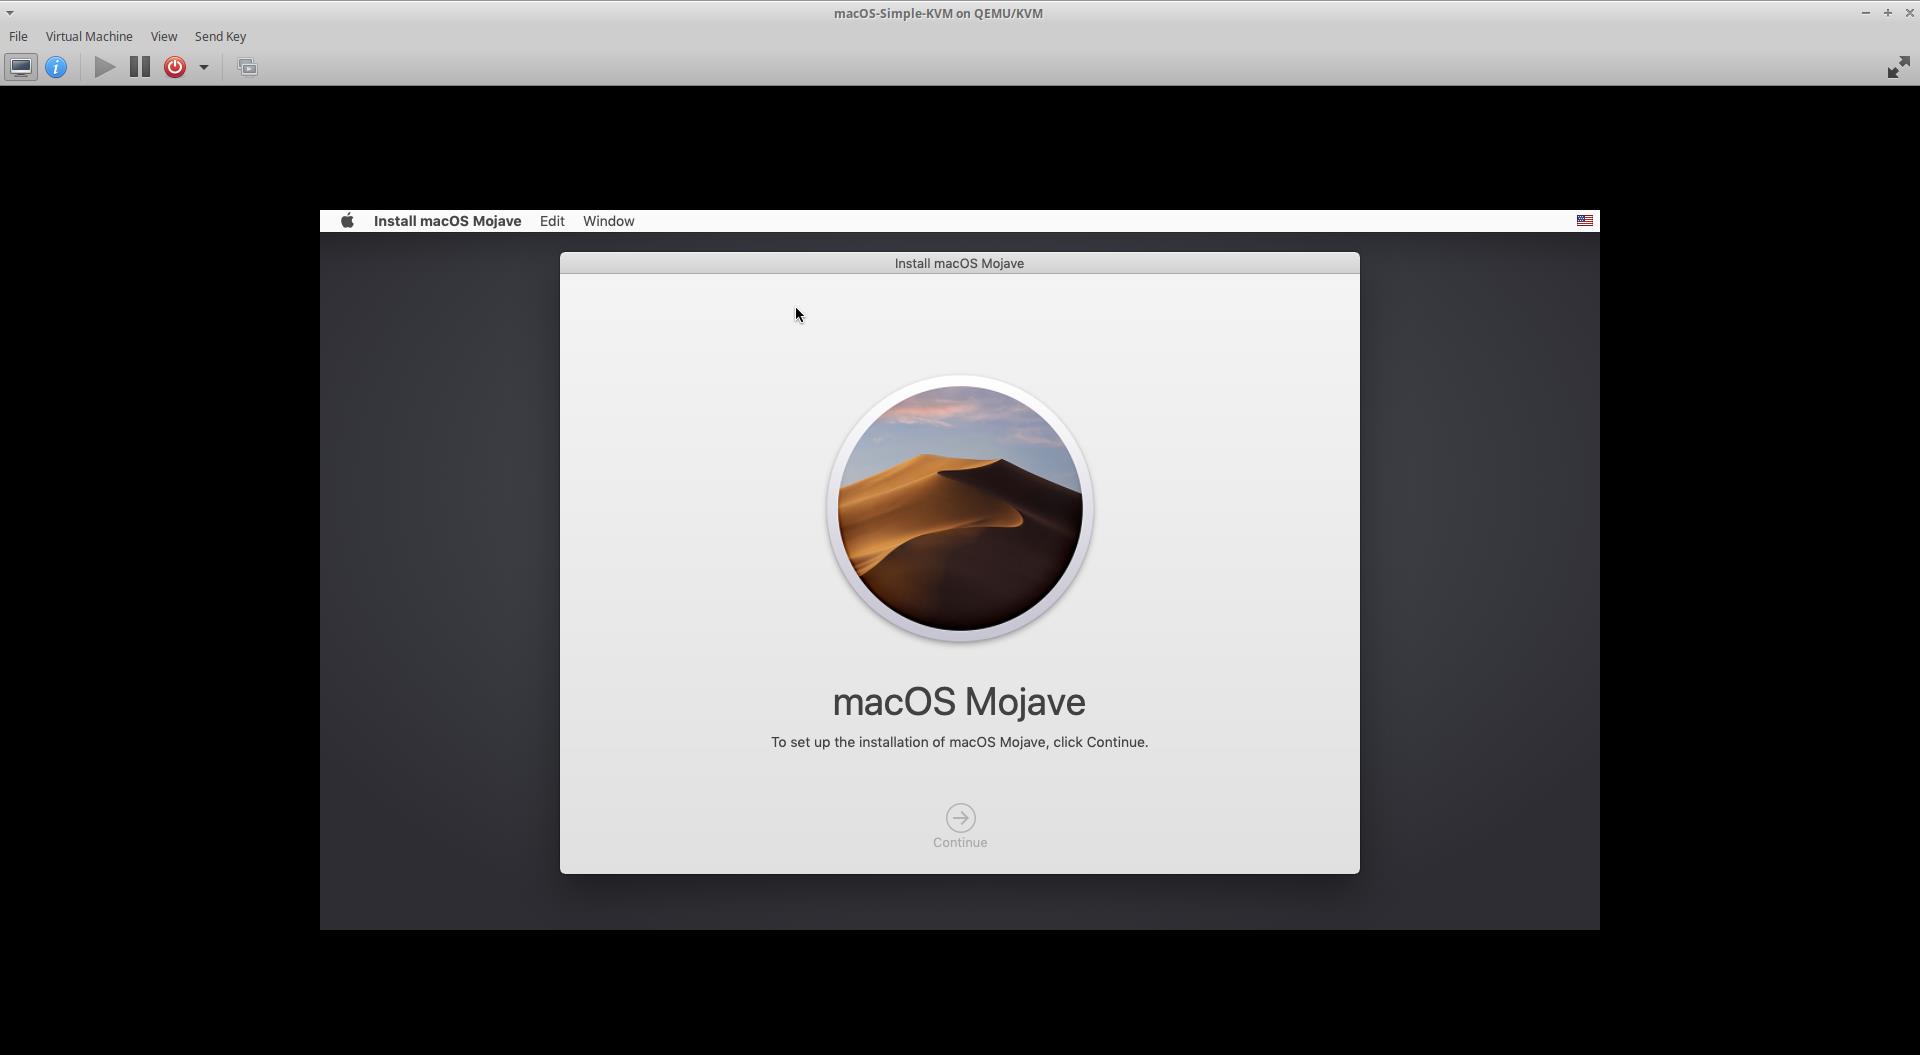 macOS-Simple-KVM on QEMU/KVM
File Virtual Machine View Send Key
Install macOS Mojave Edit Window
Install macOS Mojave
macOS Mojave
To set up the installation of macOS Mojave, click Continue.
Continue